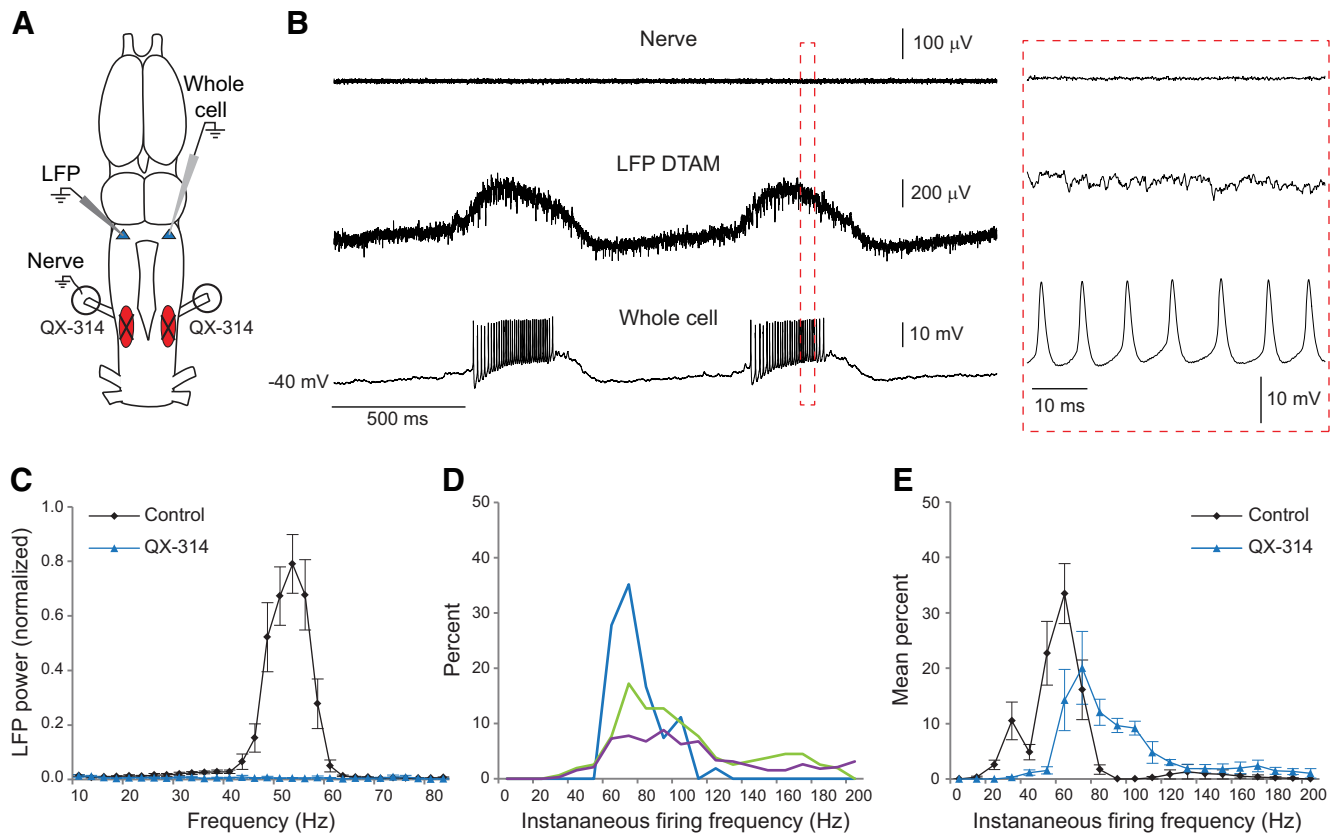 A
Whole
cell
LFP
Nerve
QX-314
QX-314
B
Nerve
100 μV
LFP DTAM
200 μV
Whole cell
10 mV
-40 mV
500 ms
10 ms
10 mV
C
1.0
0.8
0.6
0.4
0.2
0.0
LFP power (normalized)
Control
QX-314
10 20 30 40 50 60 70 80
Frequency (Hz)
D
50
40
30
20
10
0
Percent
0 20 40 60 80 100 120 140 160 180 200
Instananeous firing frequency (Hz)
E
50
40
30
20
10
0
Mean percent
Control
QX-314
0 20 40 60 80 100 120 140 160 180 200
Instananeous firing frequency (Hz)